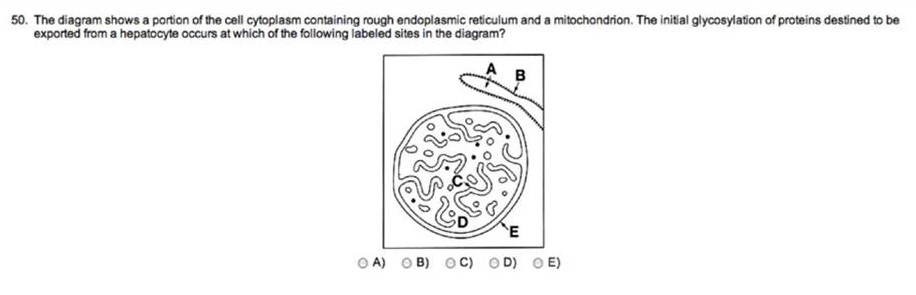 50. The diagram shows a portion of the cell cytoplasm containing rough endoplasmic reticulum and a mitochondrion. The initial glycosylation of proteins destined to be
exported from a hepatocyte occurs at which of the following labeled sites in the diagram?
A
B
C
D
E
A) B) C) D) E)